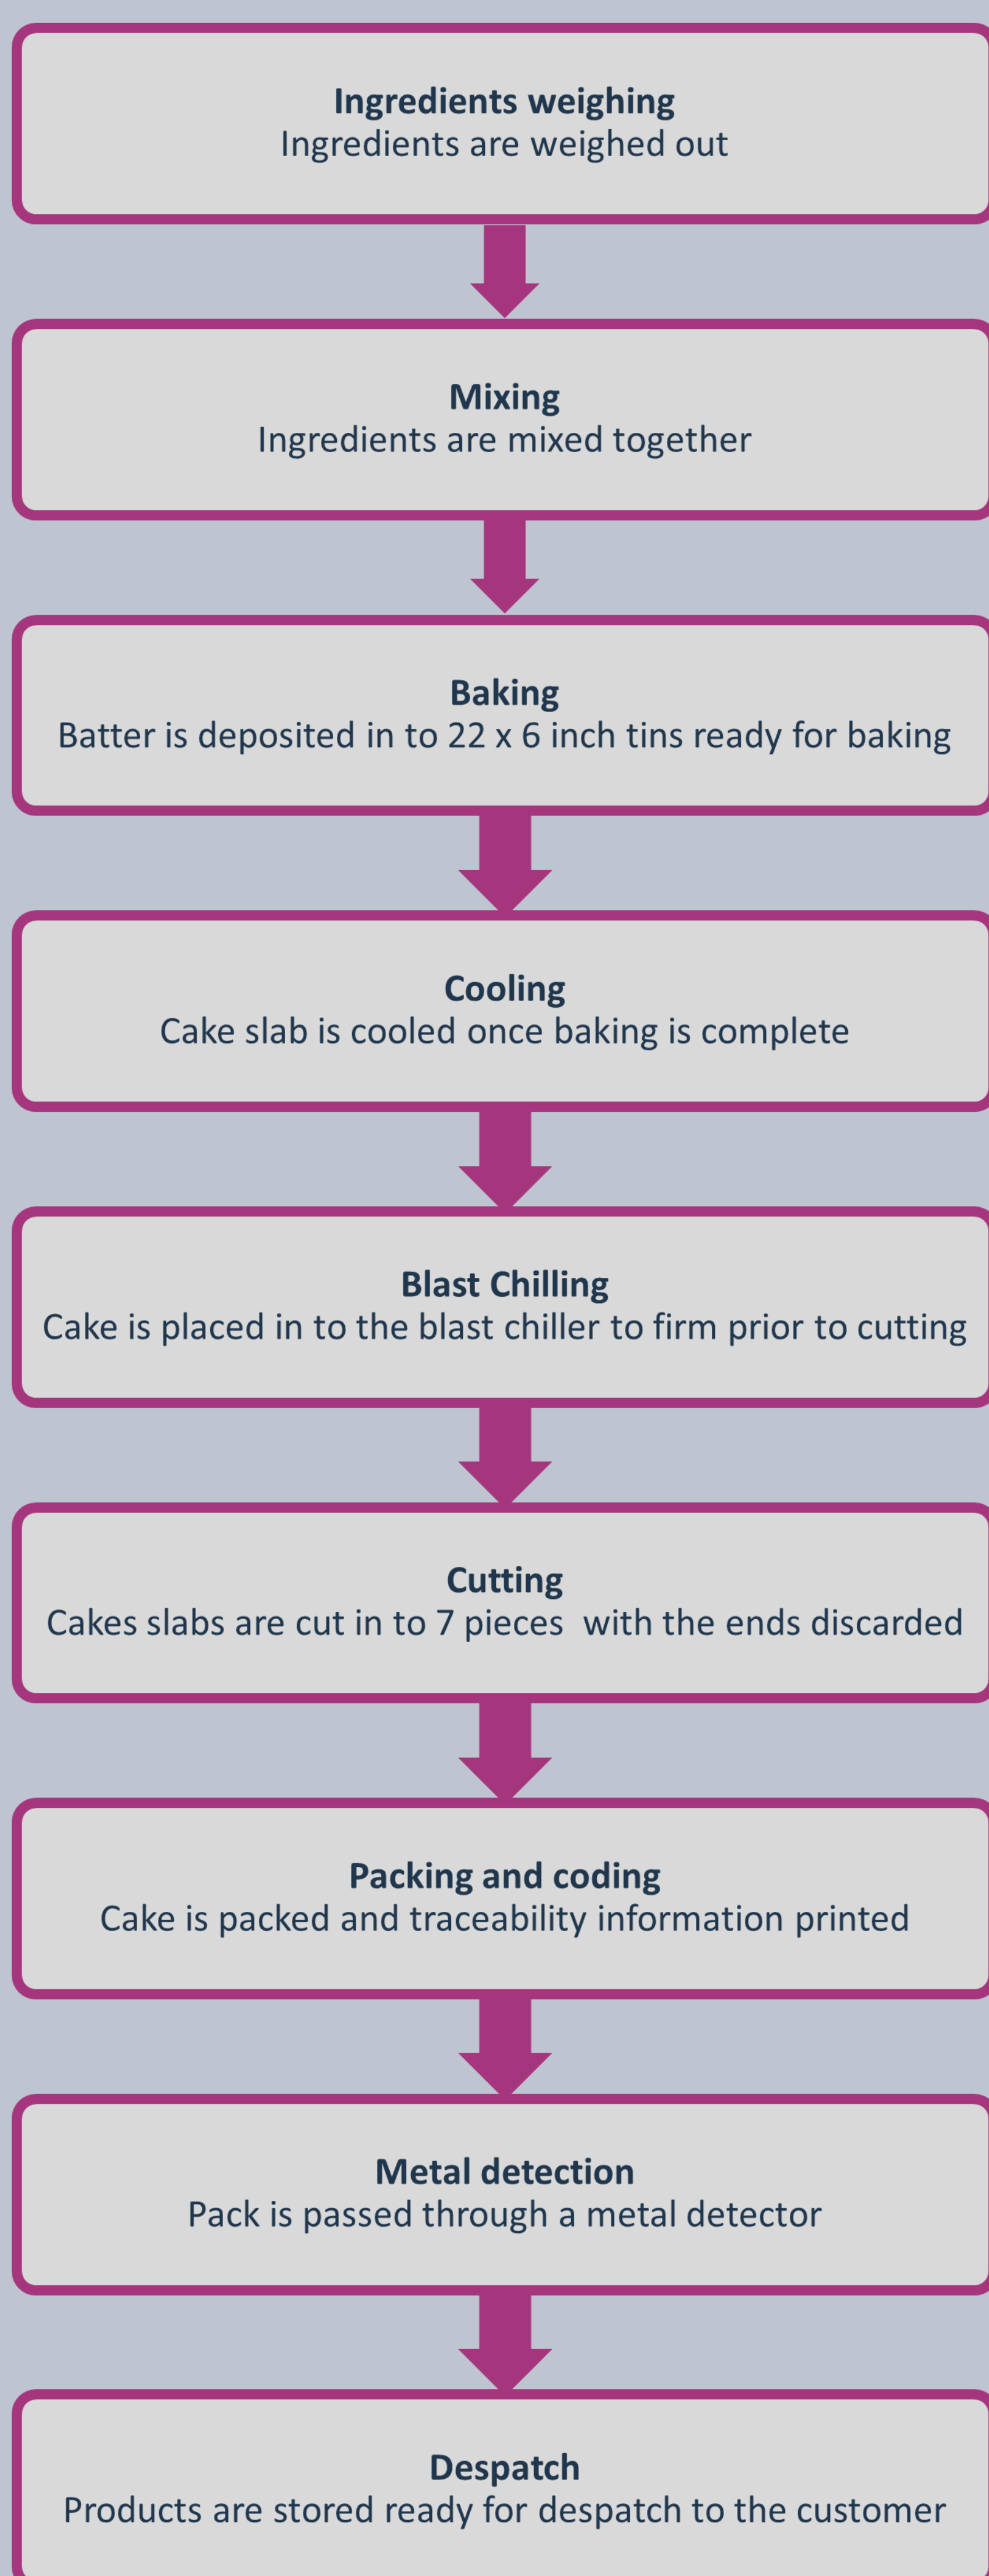 Ingredients weighing
Ingredients are weighed out
Mixing
Ingredients are mixed together
Baking
Batter is deposited in to 22 x 6 inch tins ready for baking
Cooling
Cake slab is cooled once baking is complete
Blast Chilling
Cake is placed in to the blast chiller to firm prior to cutting
Cutting
Cakes slabs are cut in to 7 pieces  with the ends discarded
Packing and coding
Cake is packed and traceability information printed
Metal detection
Pack is passed through a metal detector
Despatch
Products are stored ready for despatch to the customer